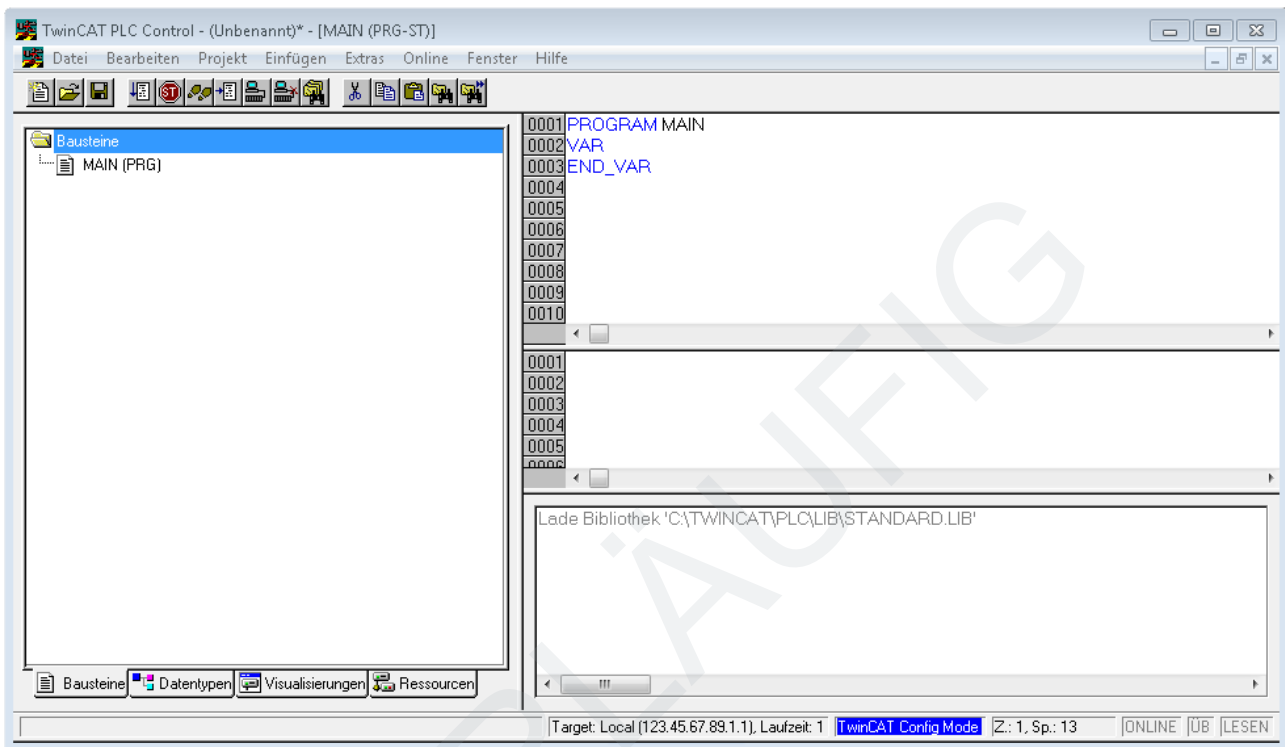 TwinCAT PLC Control - (Unbenannt)* - [MAIN (PRG-ST)]
Datei Bearbeiten Projekt Einfügen Extras Online Fenster Hilfe
Bausteine
MAIN (PRG)
Bausteine Datentypen Visualisierungen Ressourcen
0001 PROGRAM MAIN
0002 VAR
0003 END_VAR
0004
0005
0006
0007
0008
0009
0010
0001
0002
0003
0004
0005
0006
Lade Bibliothek 'C:\TWINCAT\PLC\LIB\STANDARD.LIB'
Target: Local (123.45.67.89.1.1), Laufzeit: 1 TwinCAT Config Mode Z.: 1, Sp.: 13 ONLINE ÜB LESEN
PLÄUFIG